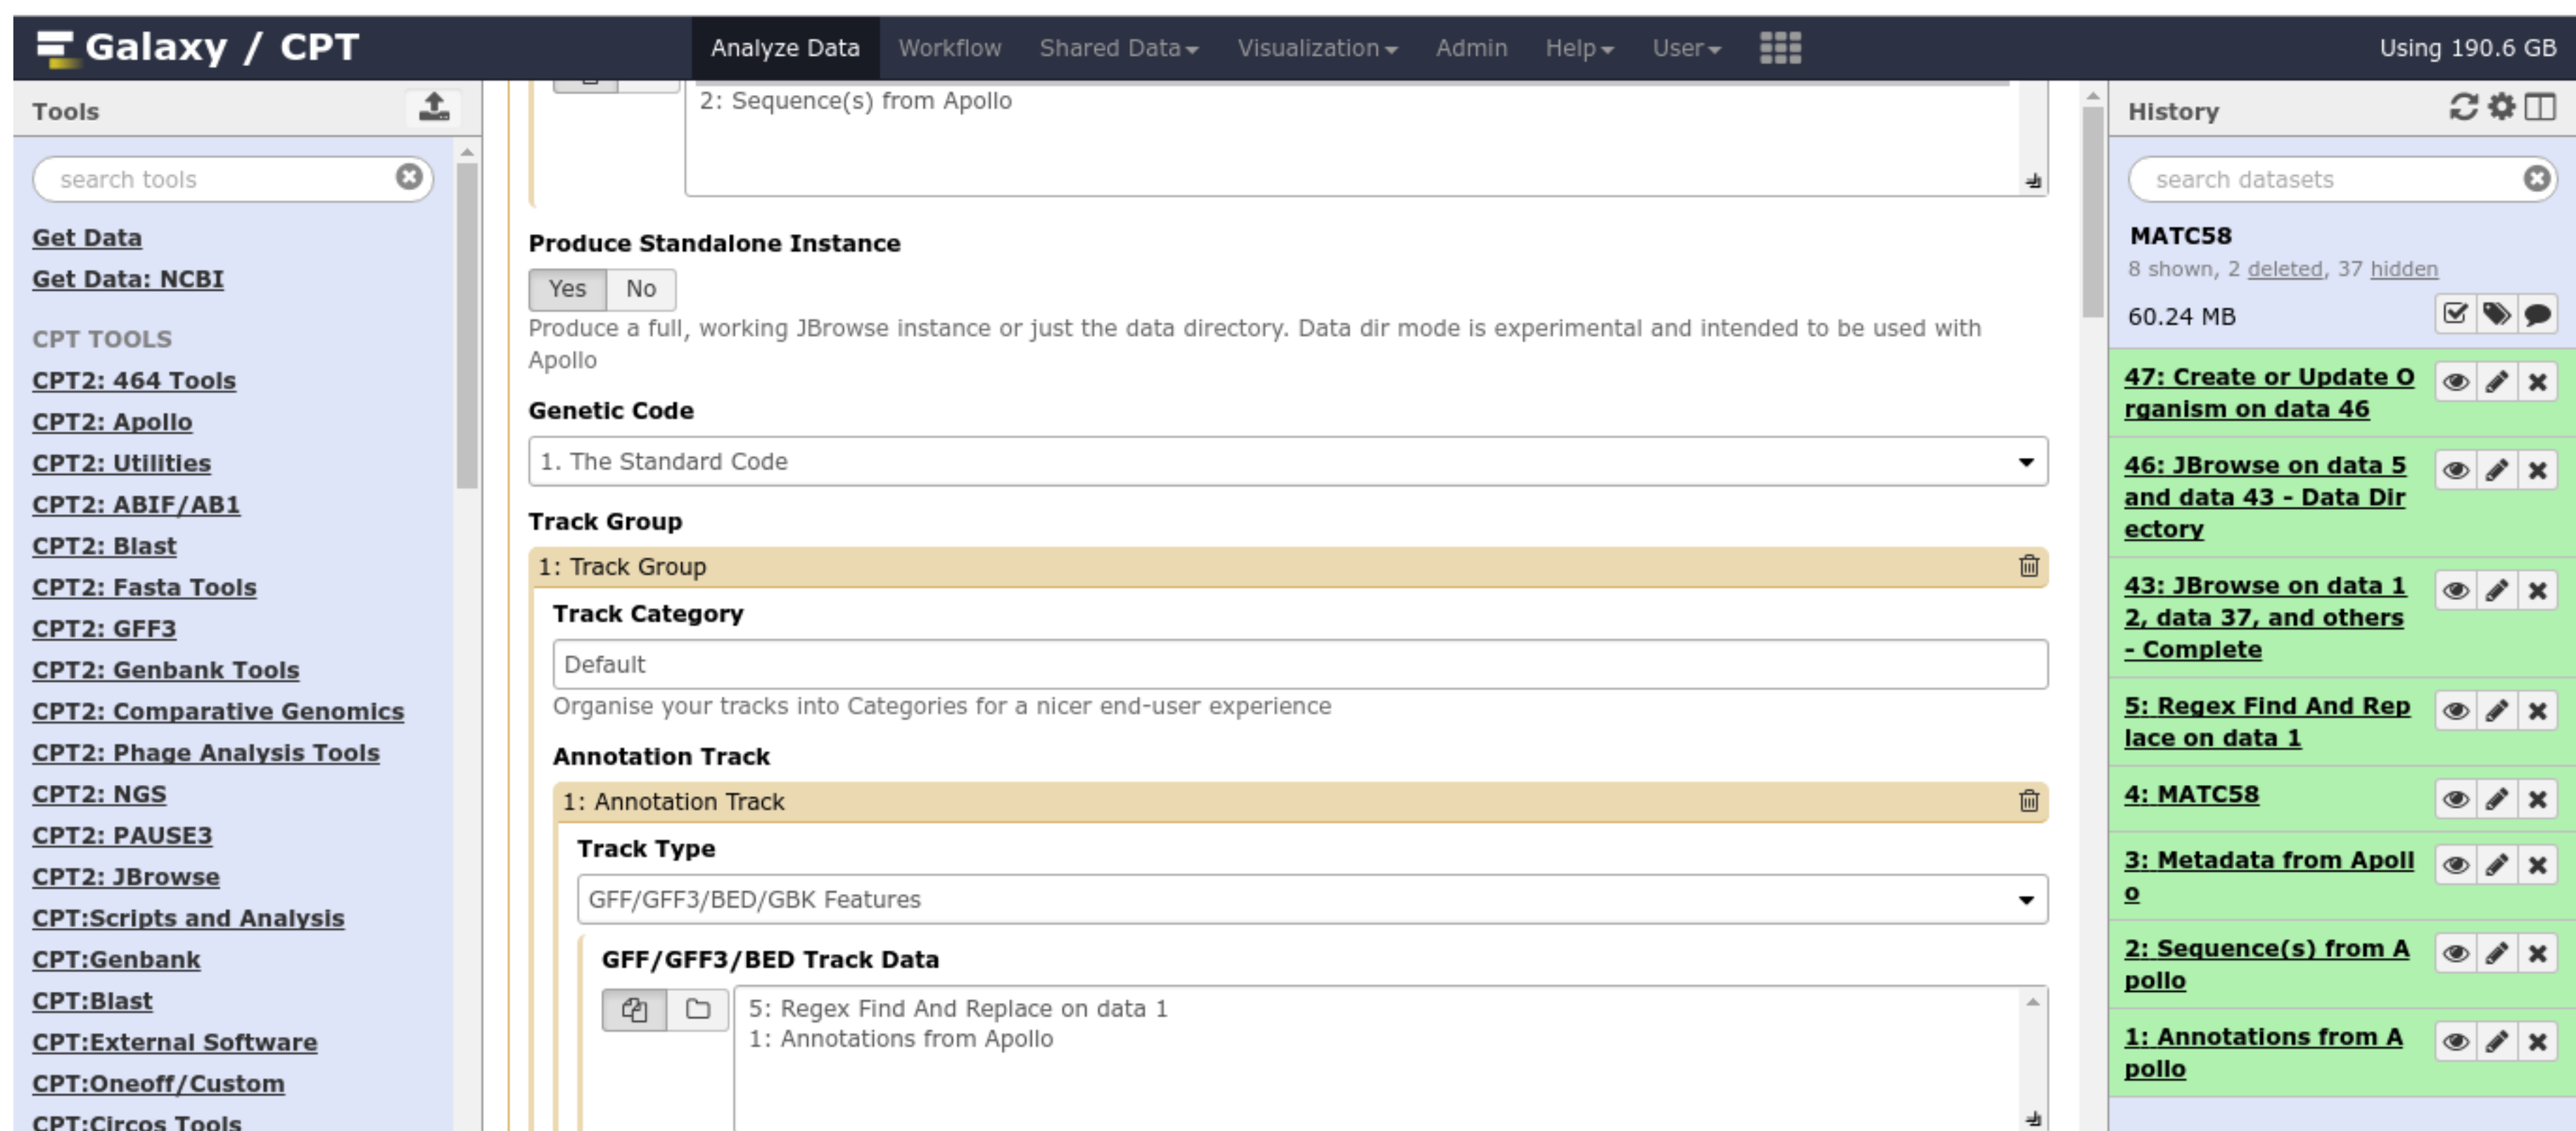 Galaxy / CPT
Analyze Data
Workflow
Shared Data
Visualization
Admin
Help
User
Using 190.6 GB
Tools
search tools
Get Data
Get Data: NCBI
CPT TOOLS
CPT2: 464 Tools
CPT2: Apollo
CPT2: Utilities
CPT2: ABIF/AB1
CPT2: Blast
CPT2: Fasta Tools
CPT2: GFF3
CPT2: Genbank Tools
CPT2: Comparative Genomics
CPT2: Phage Analysis Tools
CPT2: NGS
CPT2: PAUSE3
CPT2: JBrowse
CPT:Scripts and Analysis
CPT:Genbank
CPT:Blast
CPT:External Software
CPT:Oneoff/Custom
CPT:Circos Tools
2: Sequence(s) from Apollo
Produce Standalone Instance
Yes
No
Produce a full, working JBrowse instance or just the data directory. Data dir mode is experimental and intended to be used with
Apollo
Genetic Code
1. The Standard Code
Track Group
1: Track Group
Track Category
Default
Organise your tracks into Categories for a nicer end-user experience
Annotation Track
1: Annotation Track
Track Type
GFF/GFF3/BED/GBK Features
GFF/GFF3/BED Track Data
5: Regex Find And Replace on data 1
1: Annotations from Apollo
History
search datasets
MATC58
8 shown, 2 deleted, 37 hidden
60.24 MB
47: Create or Update O
rganism on data 46
46: JBrowse on data 5
and data 43 - Data Dir
ectory
43: JBrowse on data 1
2, data 37, and others
- Complete
5: Regex Find And Rep
lace on data 1
4: MATC58
3: Metadata from Apoll
o
2: Sequence(s) from A
pollo
1: Annotations from A
pollo